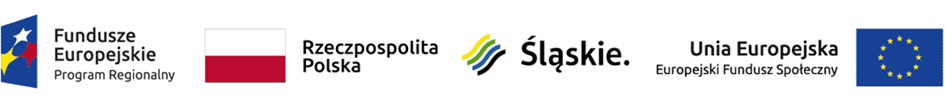 Fundusze
Europejskie
Program Regionalny
Rzeczpospolita
Polska
Śląskie.
Unia Europejska
Europejski Fundusz Społeczny